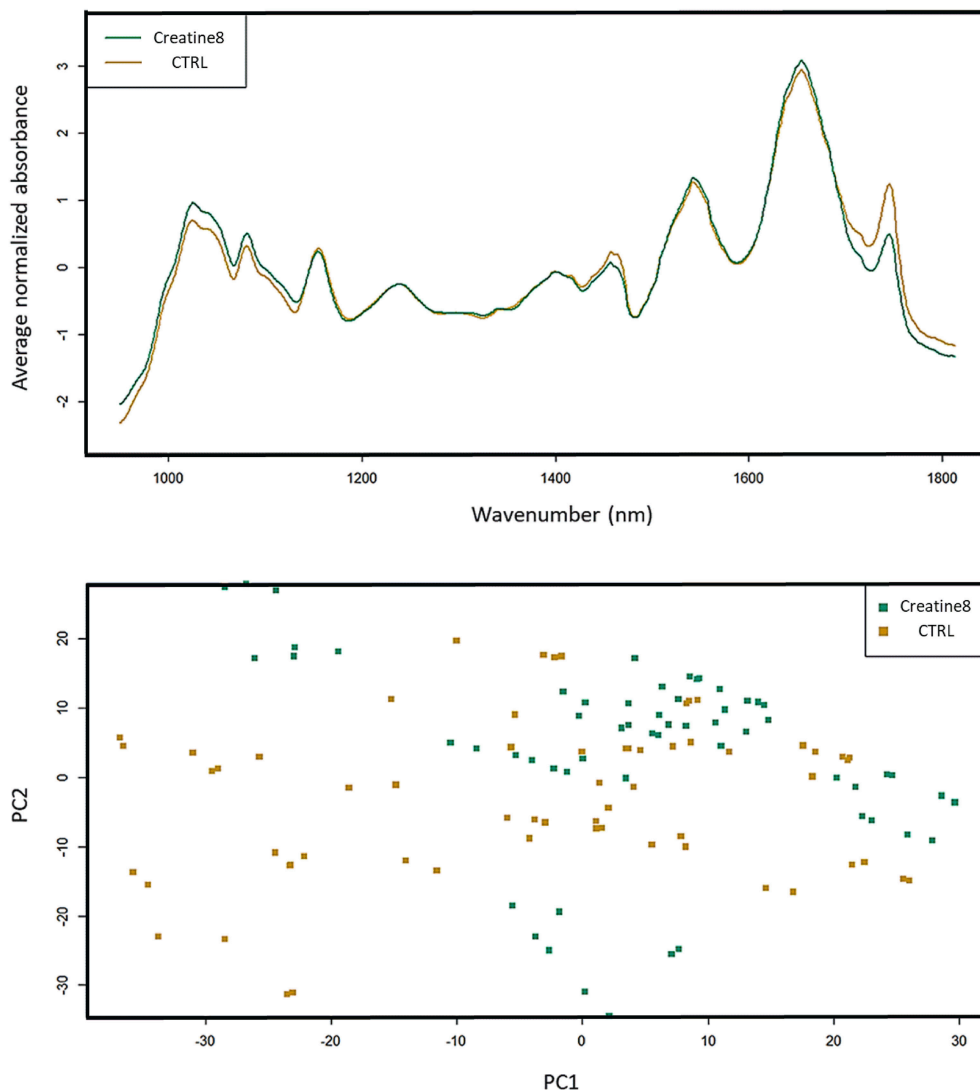 Creatine8
CTRL
Average normalized absorbance
3
2
1
0
-1
-2
1000 1200 1400 1600 1800
Wavenumber (nm)
Creatine8
CTRL
PC2
20
10
0
-10
-20
-30
-30 -20 -10 0 10 20 30
PC1